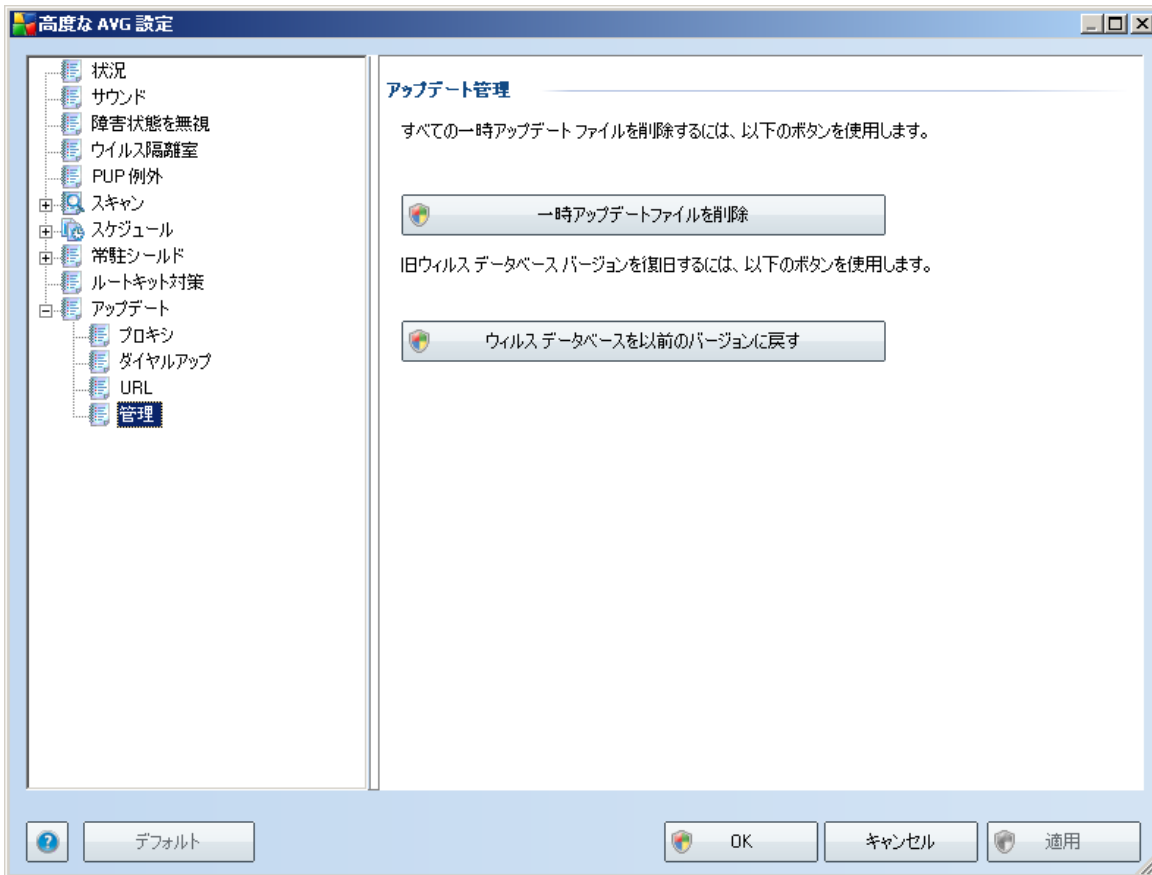 高度な AVG 設定
状況
サウンド
障害状態を無視
ウイルス隔離室
PUP 例外
スキャン
スケジュール
常駐シールド
ルートキット対策
アップデート
プロキシ
ダイヤルアップ
URL
管理
アップデート管理
すべての一時アップデート ファイルを削除するには、以下のボタンを使用します。
一時アップデートファイルを削除
旧ウィルス データベース バージョンを復旧するには、以下のボタンを使用します。
ウィルス データベースを以前のバージョンに戻す
デフォルト
OK
キャンセル
適用